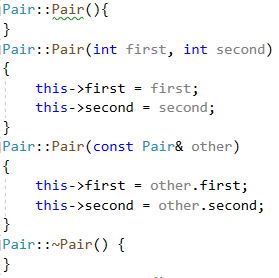 Pair::Pair(){
}
Pair::Pair(int first, int second)
{
    this->first = first;
    this->second = second;
}
Pair::Pair(const Pair& other)
{
    this->first = other.first;
    this->second = other.second;
}
Pair::~Pair() {
}